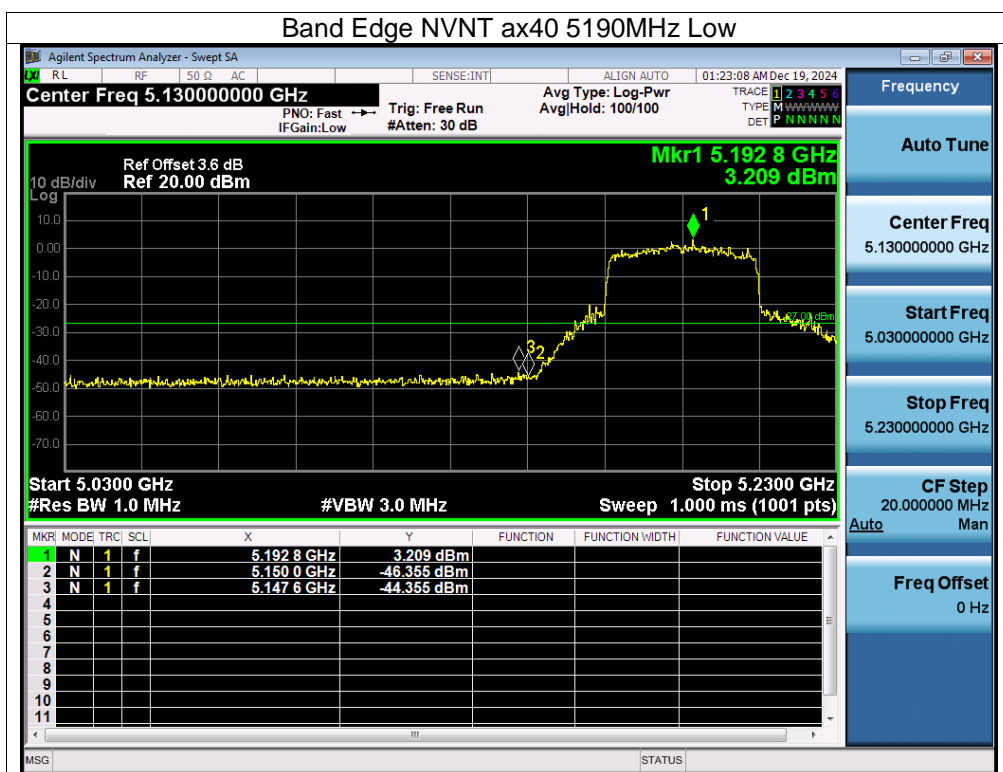 Band Edge NVNT ax40 5190MHz Low
Agilent Spectrum Analyzer - Swept SA
LXI RL RF 50 Ω AC SENSE:INT ALIGN AUTO 01:23:08 AM Dec 19, 2024
Center Freq 5.130000000 GHz
PNO: Fast
IFGain:Low
Trig: Free Run
#Atten: 30 dB
Avg Type: Log-Pwr
Avg|Hold: 100/100
TRACE 1 2 3 4 5 6
TYPE M WWWWW
DET P N N N N N
Ref Offset 3.6 dB
Ref 20.00 dBm
10 dB/div
Log
Mkr1 5.192 8 GHz
3.209 dBm
10.0
0.00
-10.0
-20.0
-30.0
-40.0
-50.0
-60.0
-70.0
1
3
2
-27.00 dBm
Start 5.0300 GHz Stop 5.2300 GHz
#Res BW 1.0 MHz #VBW 3.0 MHz Sweep 1.000 ms (1001 pts)
MKR MODE TRC SCL X Y FUNCTION FUNCTION WIDTH FUNCTION VALUE
1 N 1 f 5.192 8 GHz 3.209 dBm
2 N 1 f 5.150 0 GHz -46.355 dBm
3 N 1 f 5.147 6 GHz -44.355 dBm
4
5
6
7
8
9
10
11
MSG STATUS
Frequency
Auto Tune
Center Freq
5.130000000 GHz
Start Freq
5.030000000 GHz
Stop Freq
5.230000000 GHz
CF Step
20.000000 MHz
Auto Man
Freq Offset
0 Hz